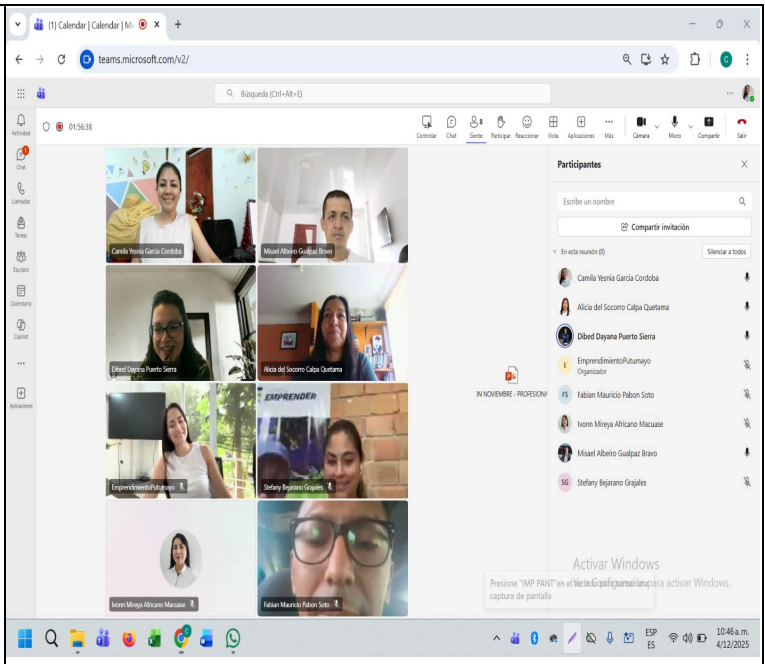 (1) Calendar | Calendar | Mi
teams.microsoft.com/v2/
Búsqueda (Ctrl+Alt+E)
01:56:38
Controlar
Chat
8
Gente
Participar
Reaccionar
Vista
Aplicaciones
Más
Cámara
Micro
Compartir
Salir
Actividad
1
Chat
Llamadas
Tareas
Equipos
Calendario
Copilot
Aplicaciones
Camila Yesnia Garcia Cordoba
Misael Albeiro Gualpaz Bravo
Dibed Dayana Puerto Sierra
Alicia del Socorro Calpa Quetama
EmprendimientoPutumayo
EMPRENDER
Stefany Bejarano Grajales
Ivonn Mireya Africano Macuase
Fabian Mauricio Pabon Soto
ON NOVIEMBRE - PROFESIONA
Participantes
Escribe un nombre
Compartir invitación
En esta reunión (8)
Silenciar a todos
Camila Yesnia Garcia Cordoba
Alicia del Socorro Calpa Quetama
Dibed Dayana Puerto Sierra
E
EmprendimientoPutumayo
Organizador
FS
Fabian Mauricio Pabon Soto
Ivonn Mireya Africano Macuase
Misael Albeiro Gualpaz Bravo
SG
Stefany Bejarano Grajales
Activar Windows
para activar Windows.
Presione "IMP PANT" en el
captura de pantalla
ESP
ES
10:46 a.m.
4/12/2025